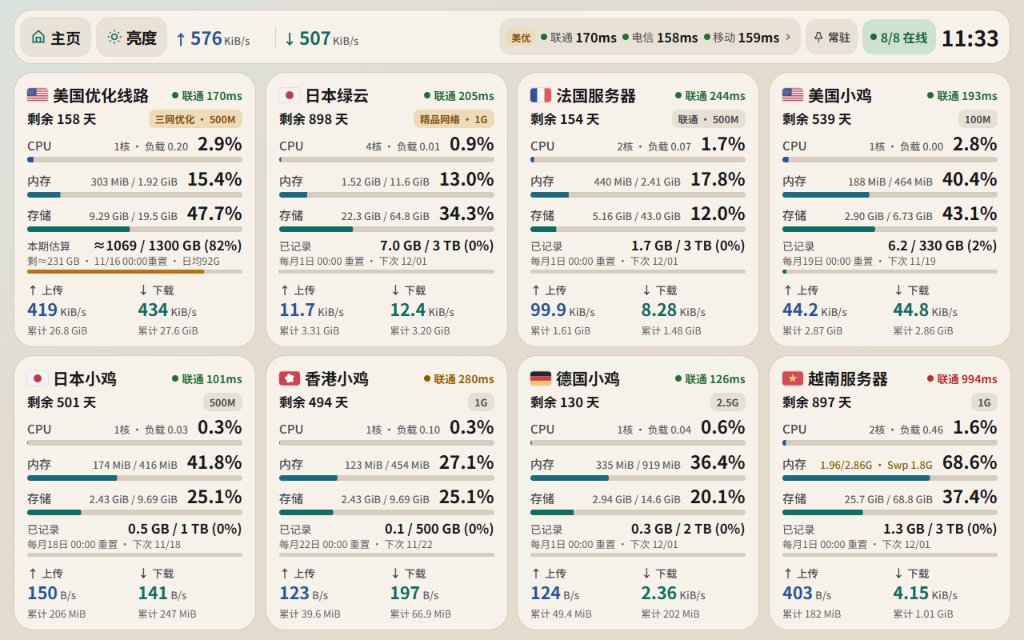 主页 亮度 ↑ 576 KiB/s ↓ 507 KiB/s 美优 联通 170ms 电信 158ms 移动 159ms › 常驻 8/8 在线 11:33
美国优化线路 联通 170ms
剩余 158 天 三网优化 · 500M
CPU 1核 · 负载 0.20 2.9%
内存 303 MiB / 1.92 GiB 15.4%
存储 9.29 GiB / 19.5 GiB 47.7%
本期估算 ≈1069 / 1300 GB (82%)
剩≈231 GB · 11/16 00:00重置 · 日均92G
↑ 上传 ↓ 下载
419 KiB/s 434 KiB/s
累计 26.8 GiB 累计 27.6 GiB
日本绿云 联通 205ms
剩余 898 天 精品网络 · 1G
CPU 4核 · 负载 0.01 0.9%
内存 1.52 GiB / 11.6 GiB 13.0%
存储 22.3 GiB / 64.8 GiB 34.3%
已记录 7.0 GB / 3 TB (0%)
每月1日 00:00 重置 · 下次 12/01
↑ 上传 ↓ 下载
11.7 KiB/s 12.4 KiB/s
累计 3.31 GiB 累计 3.20 GiB
法国服务器 联通 244ms
剩余 154 天 联通 · 500M
CPU 2核 · 负载 0.07 1.7%
内存 440 MiB / 2.41 GiB 17.8%
存储 5.16 GiB / 43.0 GiB 12.0%
已记录 1.7 GB / 3 TB (0%)
每月1日 00:00 重置 · 下次 12/01
↑ 上传 ↓ 下载
99.9 KiB/s 8.28 KiB/s
累计 1.61 GiB 累计 1.48 GiB
美国小鸡 联通 193ms
剩余 539 天 100M
CPU 1核 · 负载 0.00 2.8%
内存 188 MiB / 464 MiB 40.4%
存储 2.90 GiB / 6.73 GiB 43.1%
已记录 6.2 / 330 GB (2%)
每月19日 00:00 重置 · 下次 11/19
↑ 上传 ↓ 下载
44.2 KiB/s 44.8 KiB/s
累计 2.87 GiB 累计 2.86 GiB
日本小鸡 联通 101ms
剩余 501 天 500M
CPU 1核 · 负载 0.03 0.3%
内存 174 MiB / 416 MiB 41.8%
存储 2.43 GiB / 9.69 GiB 25.1%
已记录 0.5 GB / 1 TB (0%)
每月18日 00:00 重置 · 下次 11/18
↑ 上传 ↓ 下载
150 B/s 141 B/s
累计 206 MiB 累计 247 MiB
香港小鸡 联通 280ms
剩余 494 天 1G
CPU 1核 · 负载 0.10 0.3%
内存 123 MiB / 454 MiB 27.1%
存储 2.43 GiB / 9.69 GiB 25.1%
已记录 0.1 / 500 GB (0%)
每月22日 00:00 重置 · 下次 11/22
↑ 上传 ↓ 下载
123 B/s 197 B/s
累计 39.6 MiB 累计 66.9 MiB
德国小鸡 联通 126ms
剩余 130 天 2.5G
CPU 1核 · 负载 0.04 0.6%
内存 335 MiB / 919 MiB 36.4%
存储 2.94 GiB / 14.6 GiB 20.1%
已记录 0.3 GB / 2 TB (0%)
每月1日 00:00 重置 · 下次 12/01
↑ 上传 ↓ 下载
124 B/s 2.36 KiB/s
累计 49.4 MiB 累计 202 MiB
越南服务器 联通 994ms
剩余 897 天 1G
CPU 2核 · 负载 0.46 1.6%
内存 1.96/2.86G · Swp 1.8G 68.6%
存储 25.7 GiB / 68.8 GiB 37.4%
已记录 1.3 GB / 3 TB (0%)
每月1日 00:00 重置 · 下次 12/01
↑ 上传 ↓ 下载
403 B/s 4.15 KiB/s
累计 182 MiB 累计 1.01 GiB